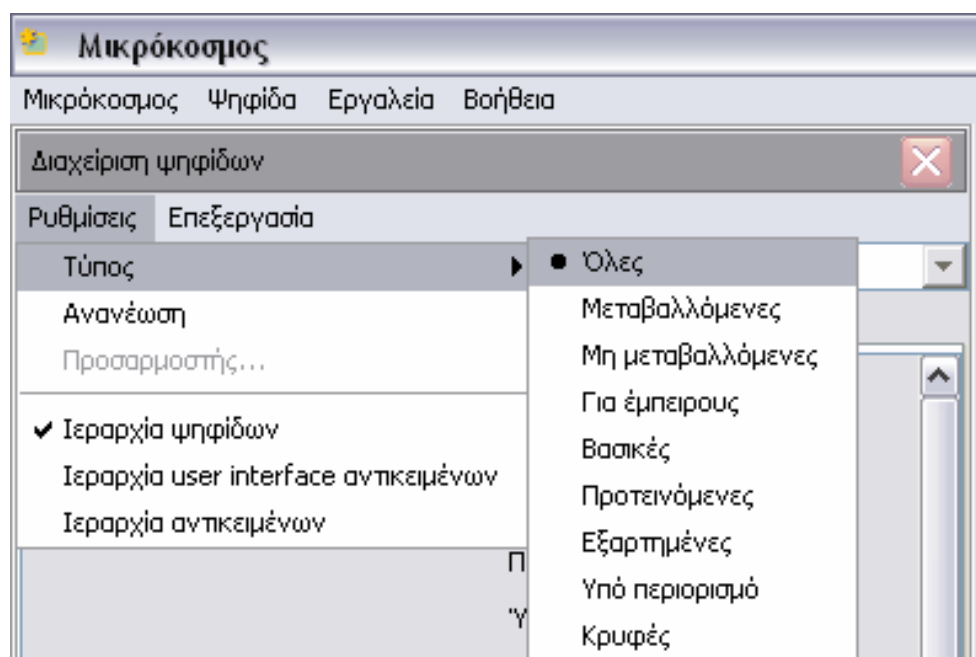 Μικρόκοσμος
Μικρόκοσμος Ψηφίδα Εργαλεία Βοήθεια
Διαχείριση ψηφίδων
Ρυθμίσεις Επεξεργασία
Τύπος
Ανανέωση
Προσαρμοστής...
Ιεραρχία ψηφίδων
Ιεραρχία user interface αντικειμένων
Ιεραρχία αντικειμένων
Όλες
Μεταβαλλόμενες
Μη μεταβαλλόμενες
Για έμπειρους
Βασικές
Προτεινόμενες
Εξαρτημένες
Υπό περιορισμό
Κρυφές